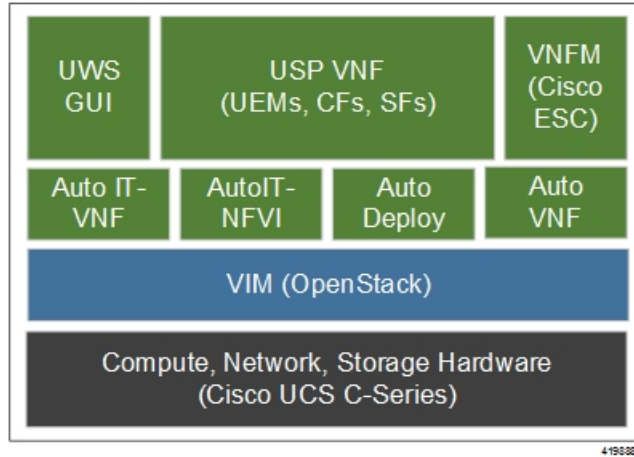 UWS
GUI
USP VNF
(UEMs, CFs, SFs)
VNFM
(Cisco
ESC)
Auto IT-
VNF
AutoIT-
NFVI
Auto
Deploy
Auto
VNF
VIM (OpenStack)
Compute, Network, Storage Hardware
(Cisco UCS C-Series)
419888